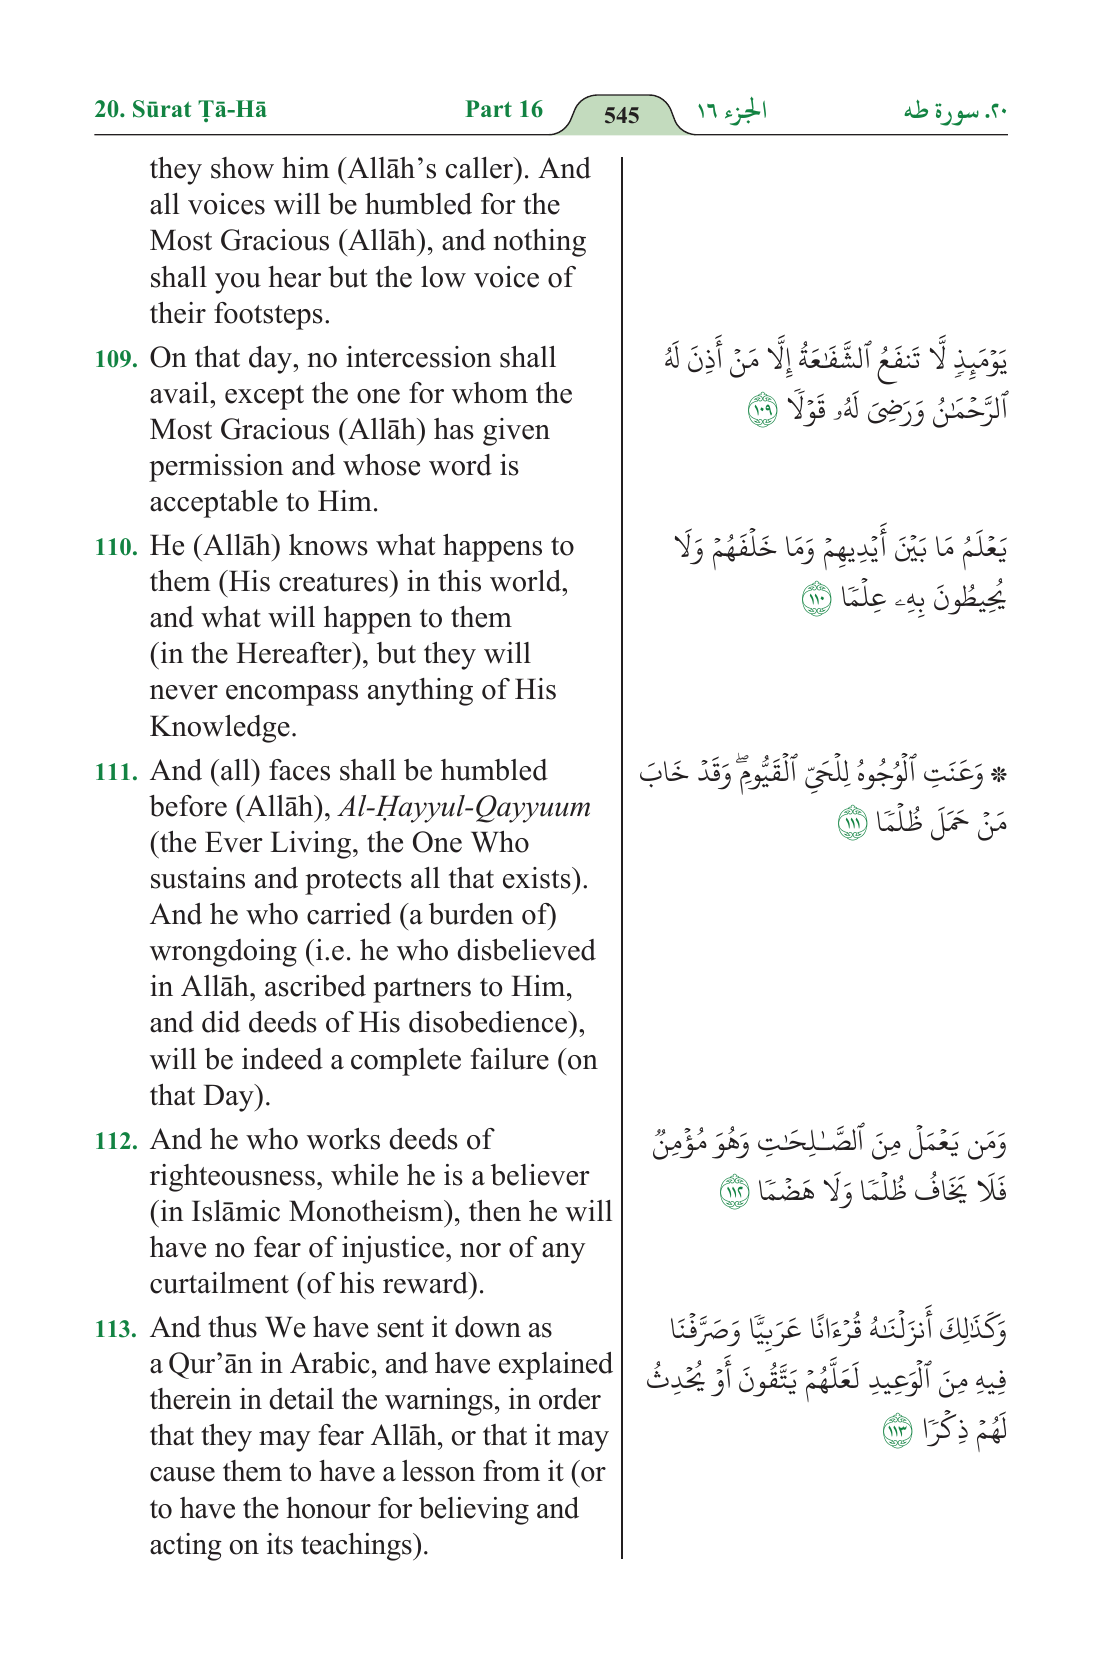 20. Sūrat Ṭā-Hā
Part 16
545
الجزء ١٦
٢٠. سورة طه
they show him (Allāh’s caller). And
all voices will be humbled for the
Most Gracious (Allāh), and nothing
shall you hear but the low voice of
their footsteps.
109. On that day, no intercession shall
avail, except the one for whom the
Most Gracious (Allāh) has given
permission and whose word is
acceptable to Him.
110. He (Allāh) knows what happens to
them (His creatures) in this world,
and what will happen to them
(in the Hereafter), but they will
never encompass anything of His
Knowledge.
111. And (all) faces shall be humbled
before (Allāh), Al-Ḥayyul-Qayyuum
(the Ever Living, the One Who
sustains and protects all that exists).
And he who carried (a burden of)
wrongdoing (i.e. he who disbelieved
in Allāh, ascribed partners to Him,
and did deeds of His disobedience),
will be indeed a complete failure (on
that Day).
112. And he who works deeds of
righteousness, while he is a believer
(in Islāmic Monotheism), then he will
have no fear of injustice, nor of any
curtailment (of his reward).
113. And thus We have sent it down as
a Qur’ān in Arabic, and have explained
therein in detail the warnings, in order
that they may fear Allāh, or that it may
cause them to have a lesson from it (or
to have the honour for believing and
acting on its teachings).
يَوْمَئِذٖ لَّا تَنفَعُ ٱلشَّفَٰعَةُ إِلَّا مَنْ أَذِنَ لَهُ
ٱلرَّحْمَٰنُ وَرَضِىَ لَهُۥ قَوْلٗا ١٠٩
يَعْلَمُ مَا بَيْنَ أَيْدِيهِمْ وَمَا خَلْفَهُمْ وَلَا
يُحِيطُونَ بِهِۦ عِلْمٗا ١١٠
۞ وَعَنَتِ ٱلْوُجُوهُ لِلْحَىِّ ٱلْقَيُّومِۖ وَقَدْ خَابَ
مَنْ حَمَلَ ظُلْمٗا ١١١
وَمَن يَعْمَلْ مِنَ ٱلصَّٰلِحَٰتِ وَهُوَ مُؤْمِنٞ
فَلَا يَخَافُ ظُلْمٗا وَلَا هَضْمٗا ١١٢
وَكَذَٰلِكَ أَنزَلْنَٰهُ قُرْءَانًا عَرَبِيّٗا وَصَرَّفْنَا
فِيهِ مِنَ ٱلْوَعِيدِ لَعَلَّهُمْ يَتَّقُونَ أَوْ يُحْدِثُ
لَهُمْ ذِكْرٗا ١١٣